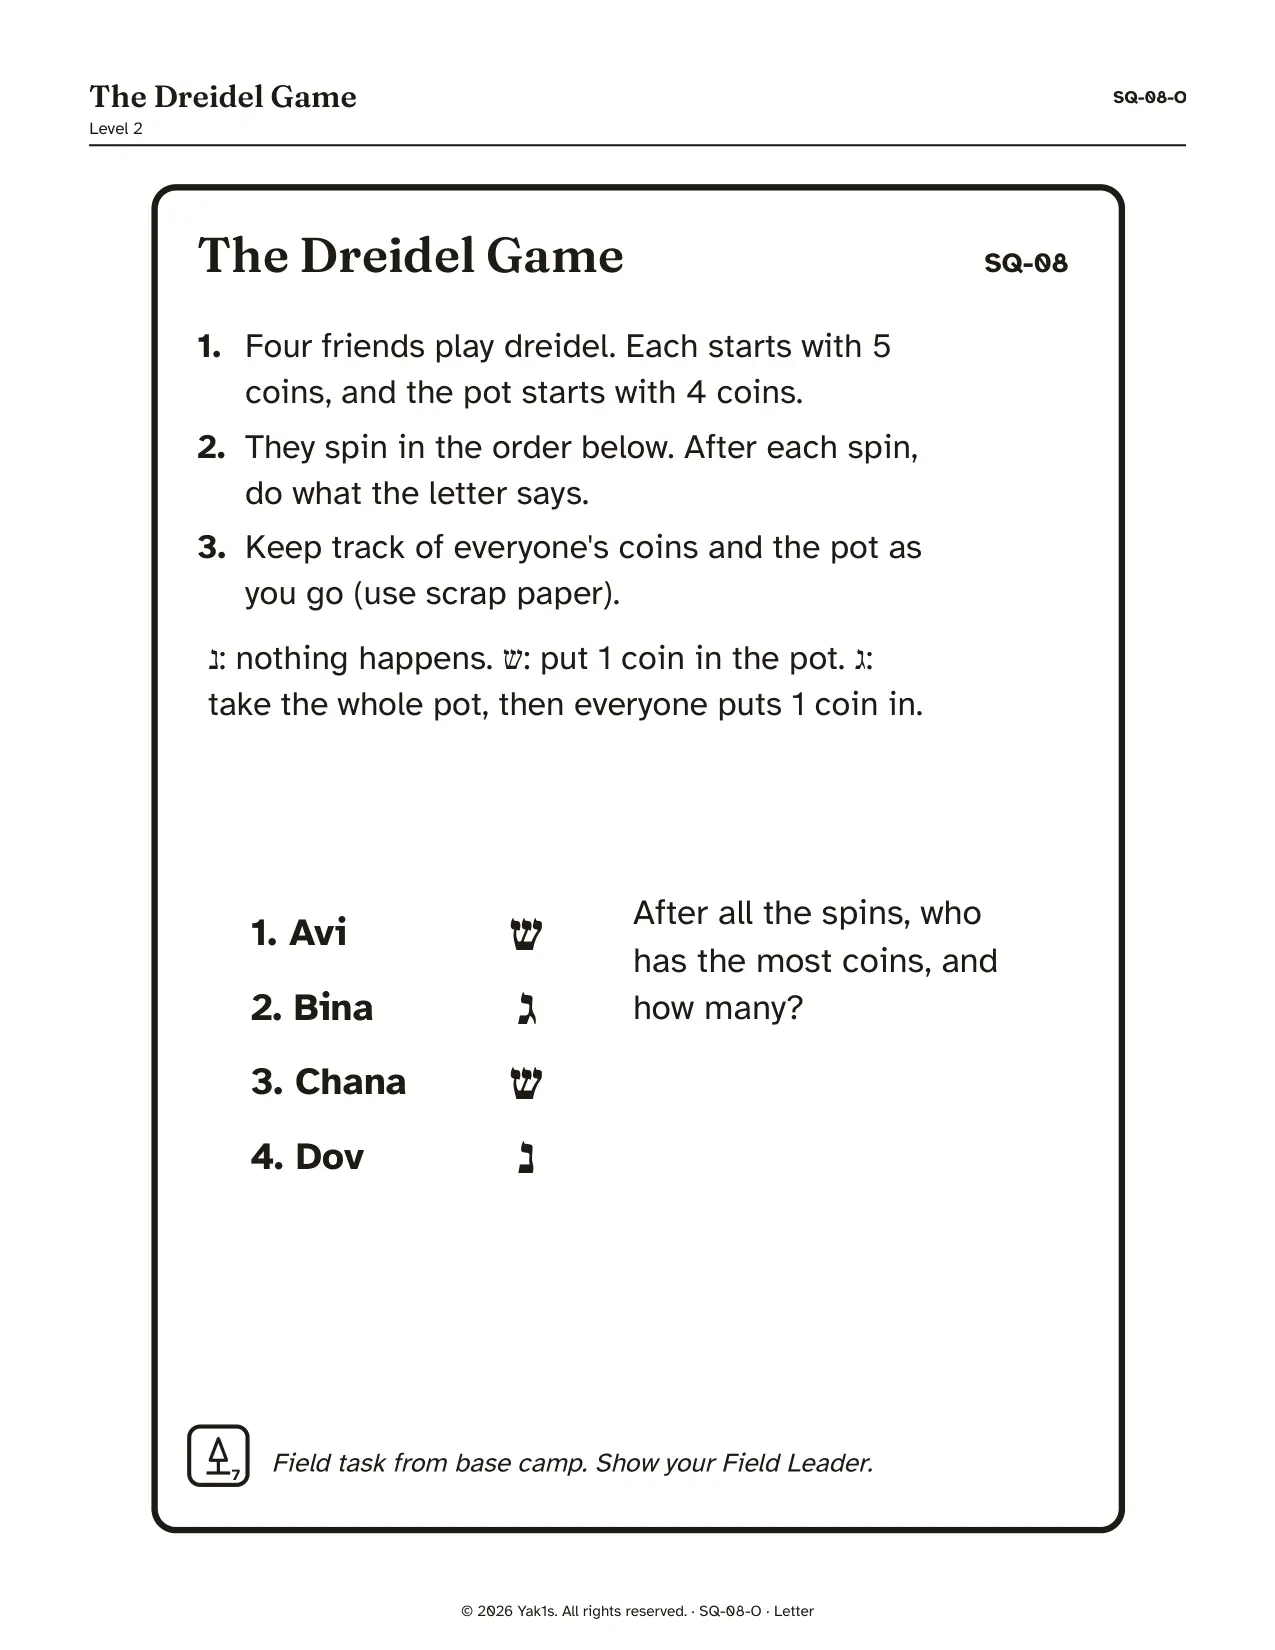 The Dreidel Game
SQ-08-O
Level 2
The Dreidel Game
SQ-08
1. Four friends play dreidel. Each starts with 5
coins, and the pot starts with 4 coins.
2. They spin in the order below. After each spin,
do what the letter says.
3. Keep track of everyone's coins and the pot as
you go (use scrap paper).
נ: nothing happens. ש: put 1 coin in the pot. ג:
take the whole pot, then everyone puts 1 coin in.
1. Avi ש
2. Bina ג
3. Chana ש
4. Dov נ
After all the spins, who
has the most coins, and
how many?
7
Field task from base camp. Show your Field Leader.
© 2026 Yak1s. All rights reserved. · SQ-08-O · Letter